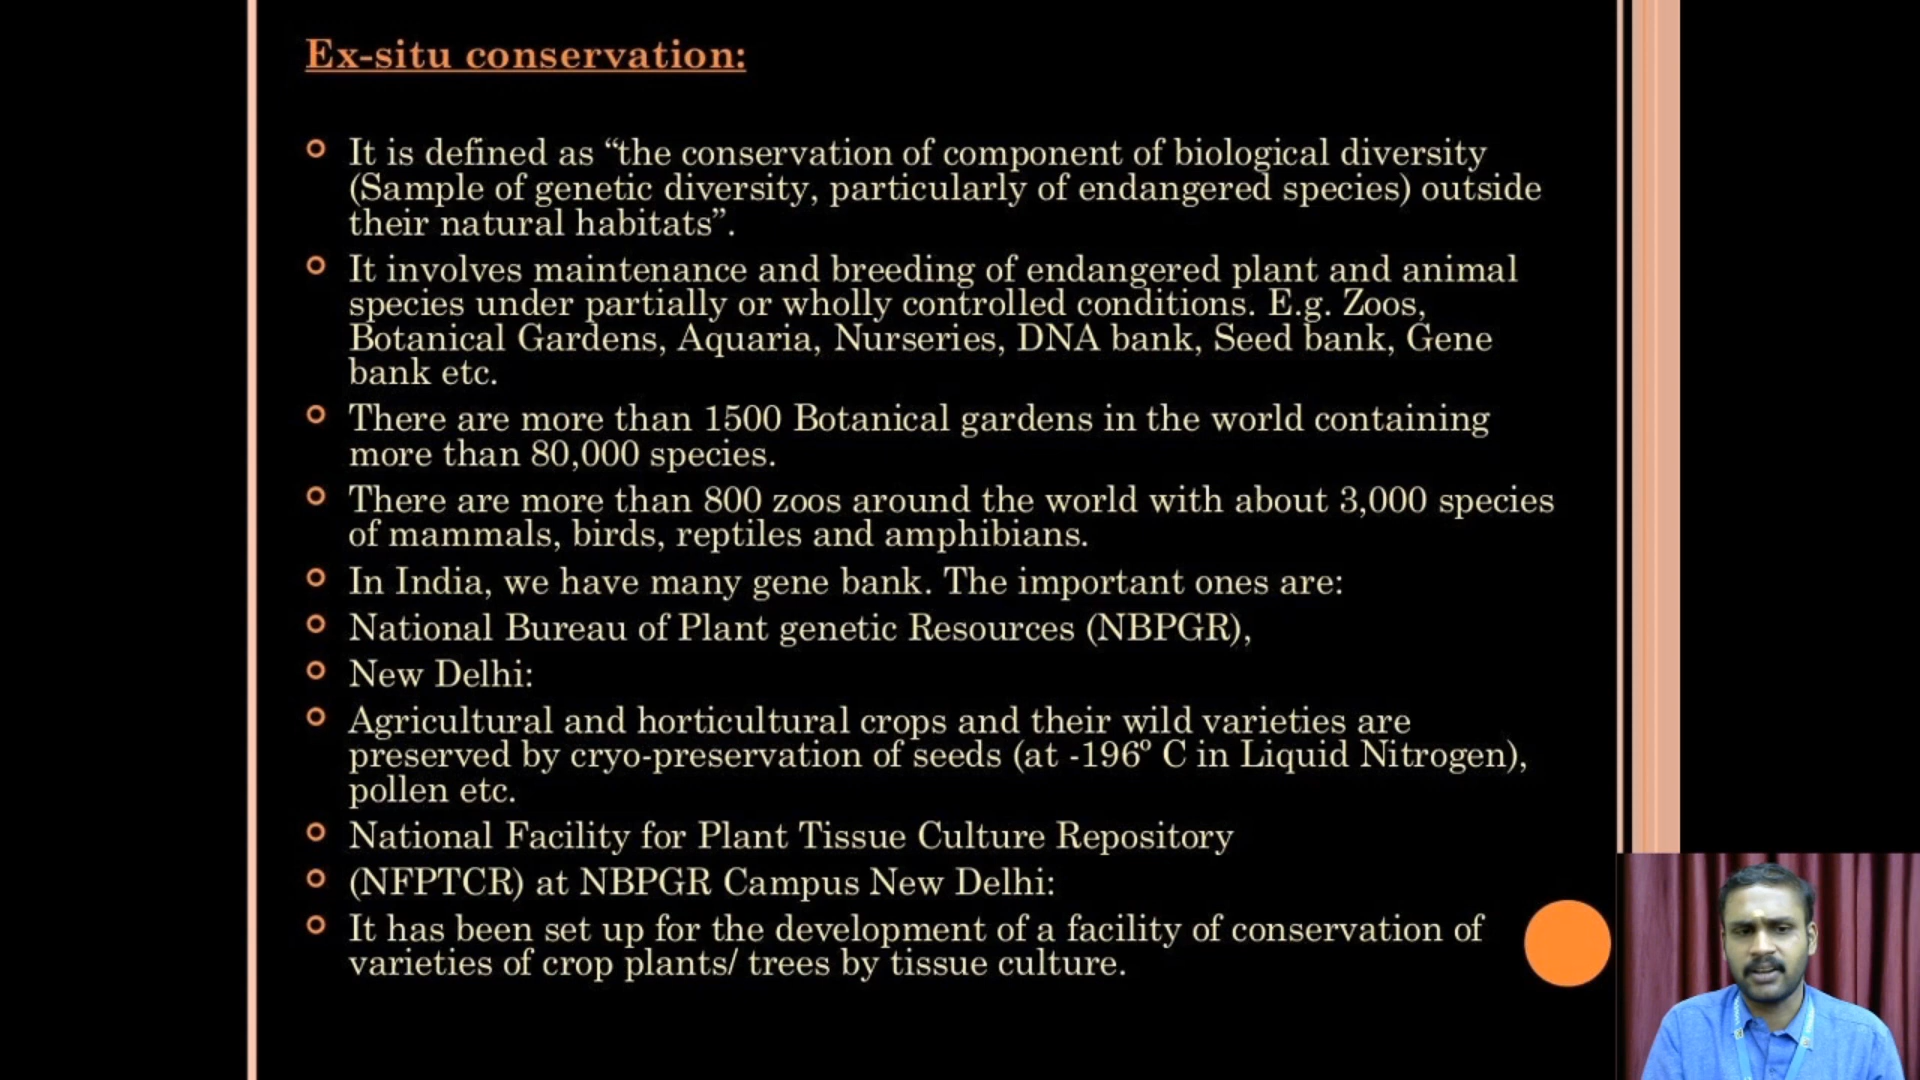 Ex-situ conservation:
It is defined as “the conservation of component of biological diversity
(Sample of genetic diversity, particularly of endangered species) outside
their natural habitats”.
It involves maintenance and breeding of endangered plant and animal
species under partially or wholly controlled conditions. E.g. Zoos,
Botanical Gardens, Aquaria, Nurseries, DNA bank, Seed bank, Gene
bank etc.
There are more than 1500 Botanical gardens in the world containing
more than 80,000 species.
There are more than 800 zoos around the world with about 3,000 species
of mammals, birds, reptiles and amphibians.
In India, we have many gene bank. The important ones are:
National Bureau of Plant genetic Resources (NBPGR),
New Delhi:
Agricultural and horticultural crops and their wild varieties are
preserved by cryo-preservation of seeds (at -196º C in Liquid Nitrogen),
pollen etc.
National Facility for Plant Tissue Culture Repository
(NFPTCR) at NBPGR Campus New Delhi:
It has been set up for the development of a facility of conservation of
varieties of crop plants/ trees by tissue culture.